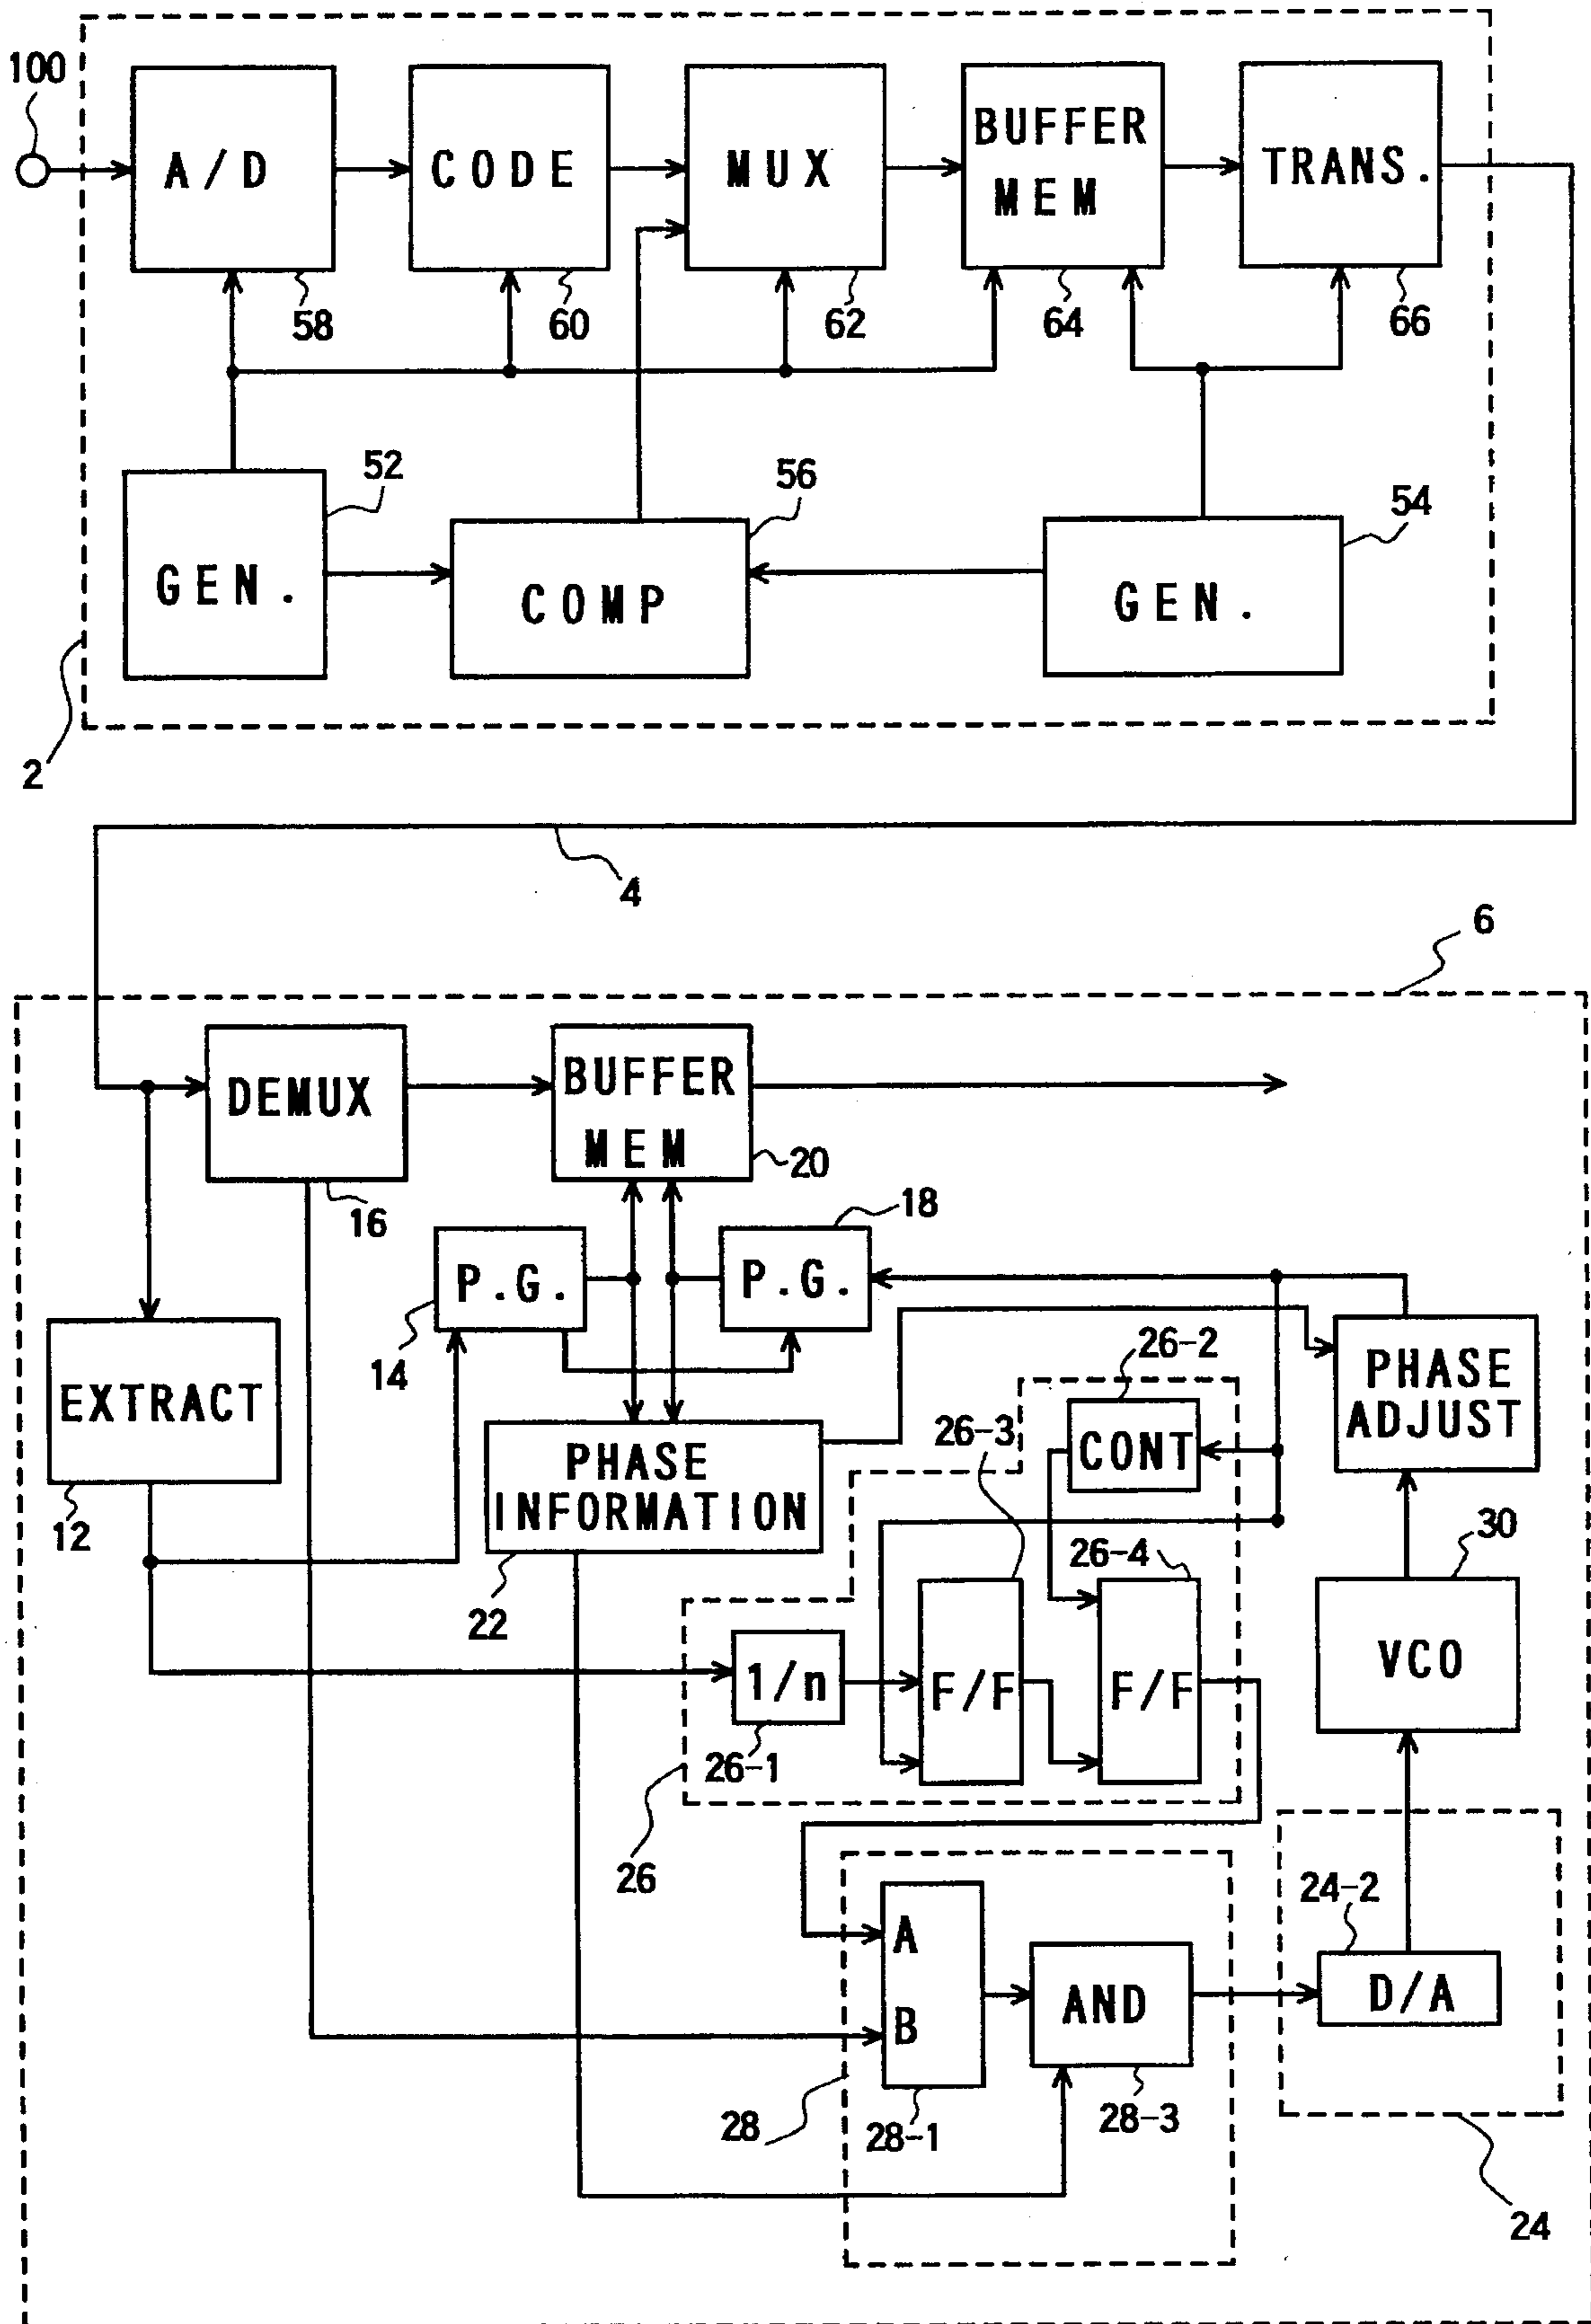 100
A/D
CODE
MUX
BUFFER
MEM
TRANS.
58
60
62
64
66
52
56
54
GEN.
COMP
GEN.
2
4
6
DEMUX
BUFFER
MEM
20
16
18
P.G.
P.G.
14
26-2
EXTRACT
PHASE
ADJUST
26-3
CONT
PHASE
INFORMATION
12
30
26-4
22
1/n
F/F
F/F
VCO
26-1
26
24-2
A
B
AND
D/A
28
28-1
28-3
24